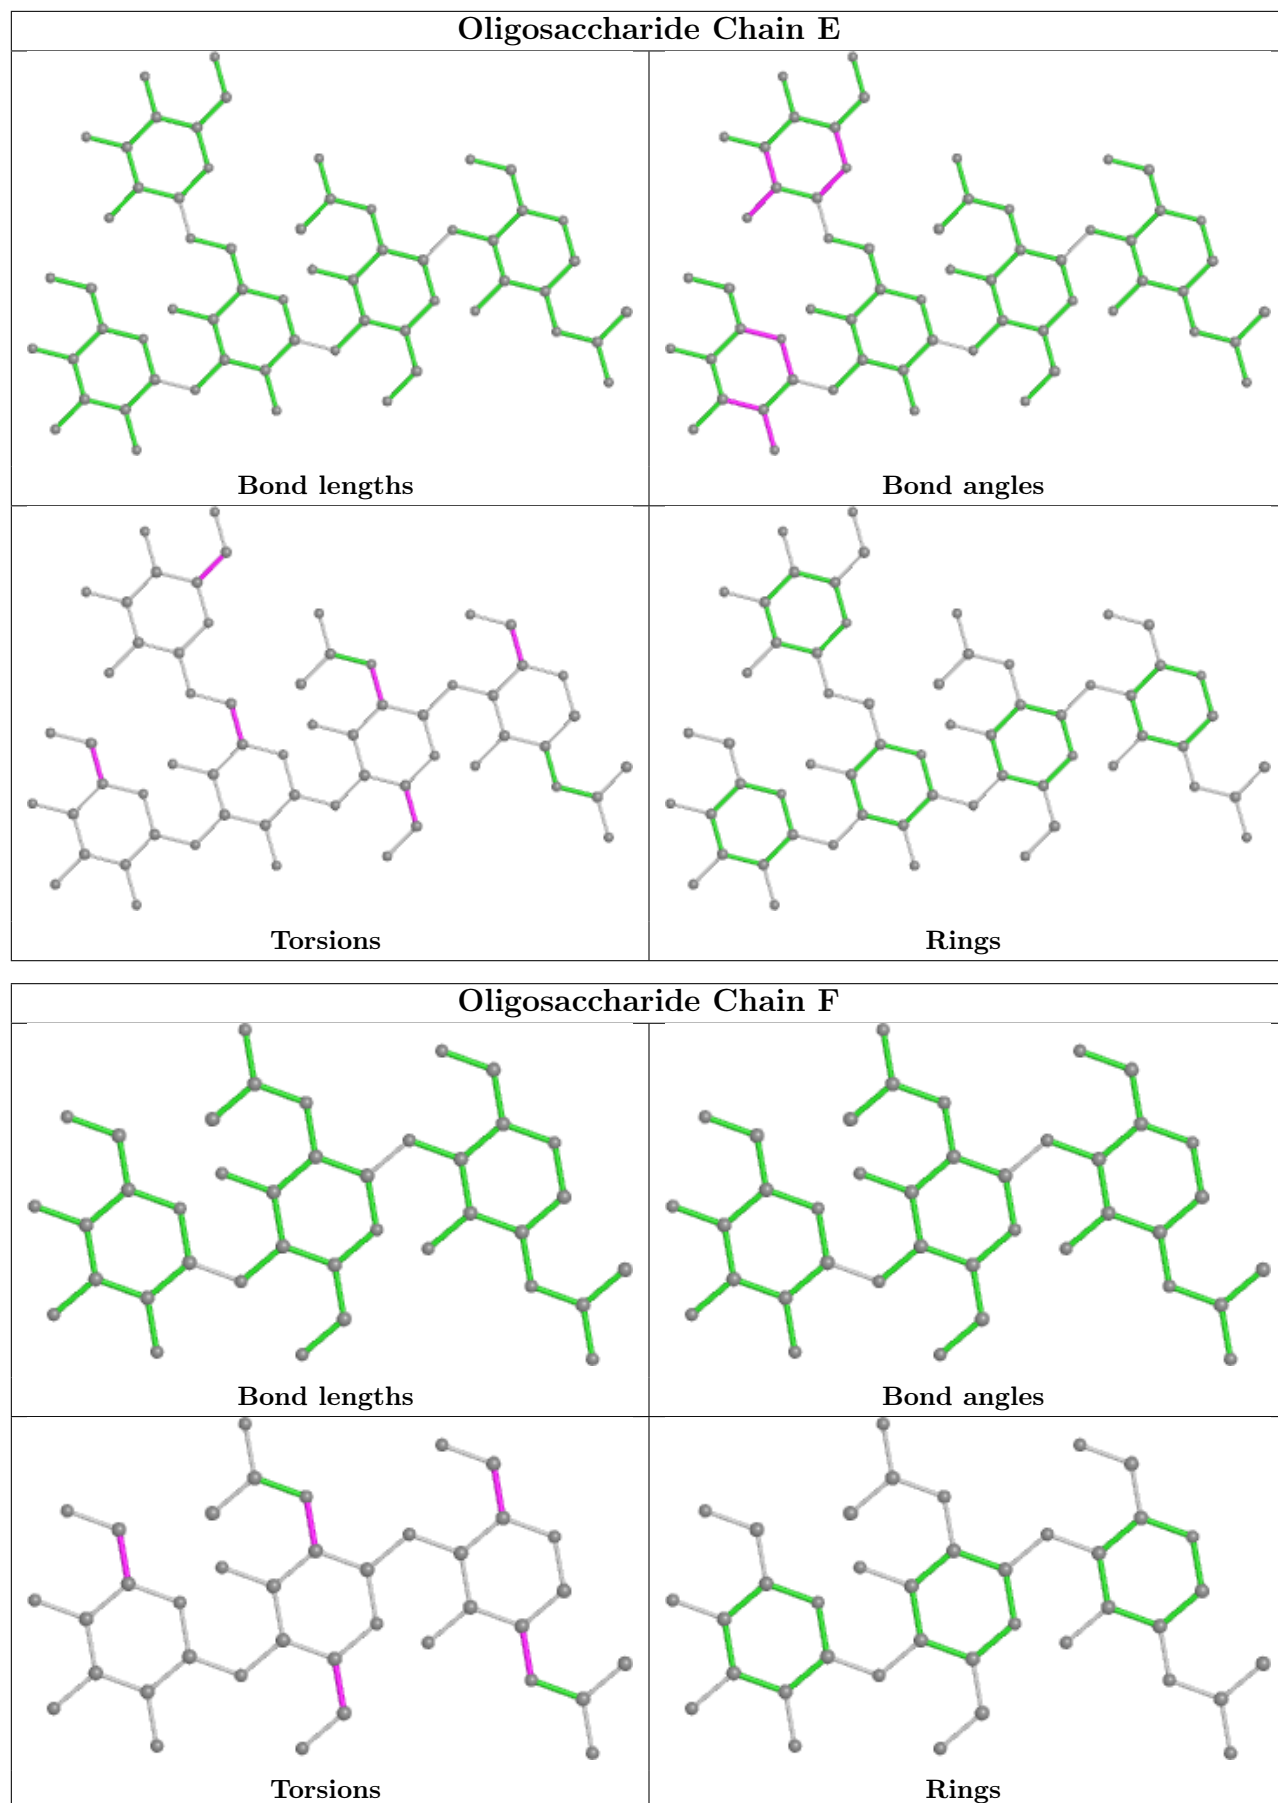 Oligosaccharide Chain E
Bond lengths
Bond angles
Torsions
Rings
Oligosaccharide Chain F
Bond lengths
Bond angles
Torsions
Rings